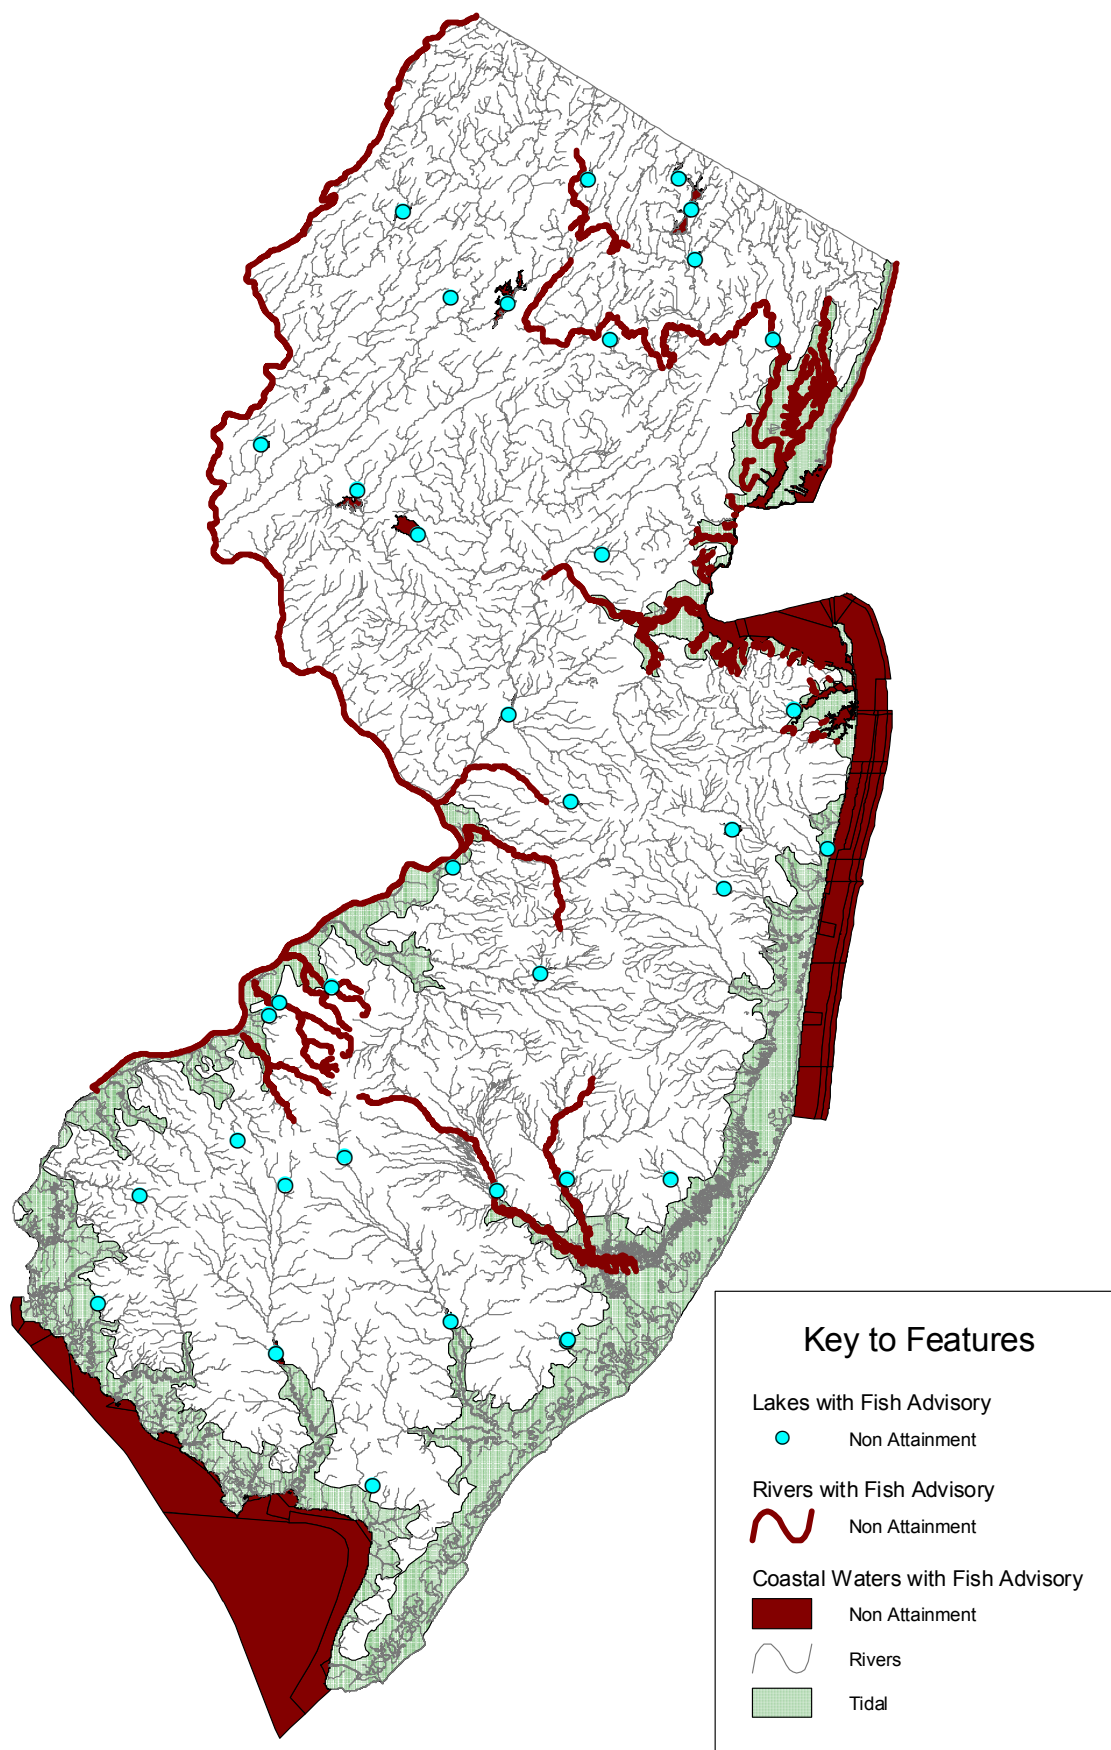 Key to Features
Lakes with Fish Advisory
Non Attainment
Rivers with Fish Advisory
Non Attainment
Coastal Waters with Fish Advisory
Non Attainment
Rivers
Tidal